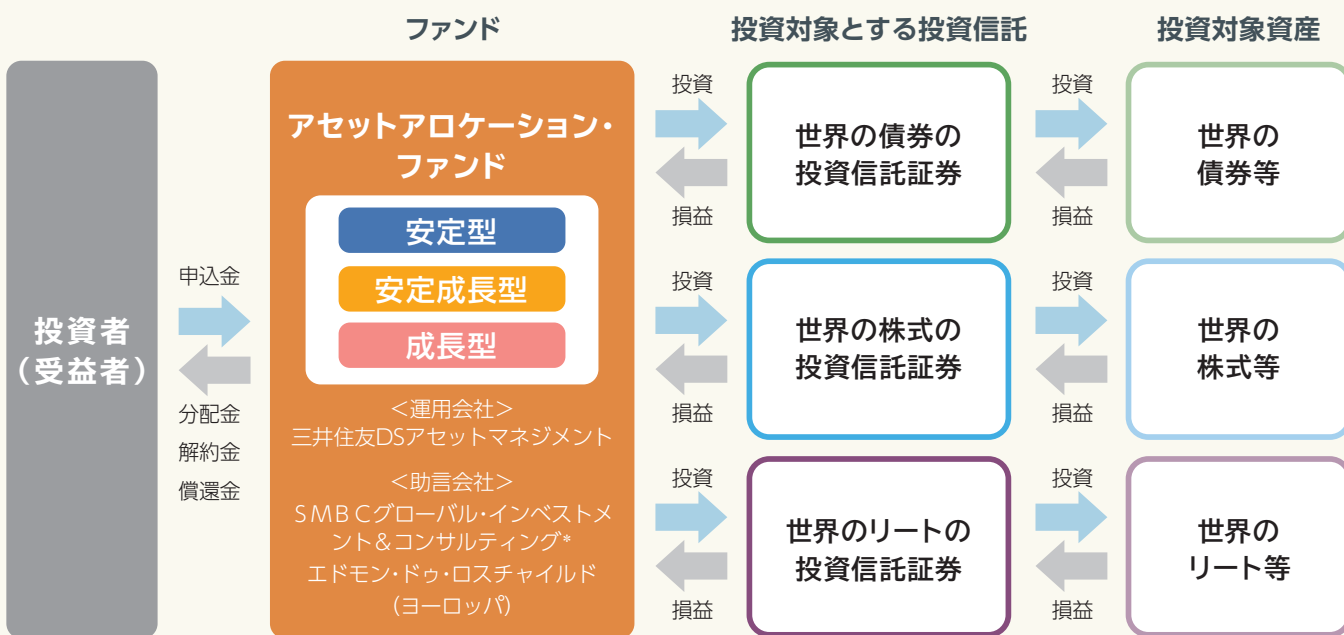 ファンド
投資対象とする投資信託
投資対象資産
投資者
(受益者)
申込金
分配金
解約金
償還金
アセットアロケーション・
ファンド
安定型
安定成長型
成長型
<運用会社>
三井住友DSアセットマネジメント
<助言会社>
SMBCグローバル・インベストメ
ント&コンサルティング*
エドモン・ドゥ・ロスチャイルド
(ヨーロッパ)
投資
損益
世界の債券の
投資信託証券
投資
損益
世界の
債券等
投資
損益
世界の株式の
投資信託証券
投資
損益
世界の
株式等
投資
損益
世界のリートの
投資信託証券
投資
損益
世界の
リート等